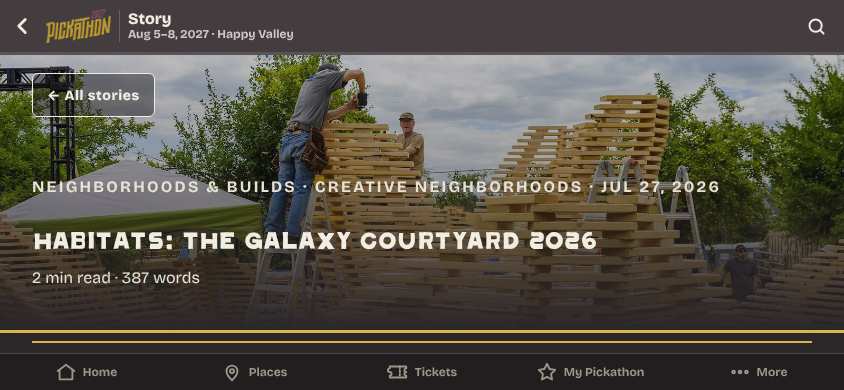 PICKATHON
Story
Aug 5–8, 2027 · Happy Valley
← All stories
NEIGHBORHOODS & BUILDS · CREATIVE NEIGHBORHOODS · JUL 27, 2026
HABITATS: THE GALAXY COURTYARD 2026
2 min read · 387 words
Home
Places
Tickets
My Pickathon
More